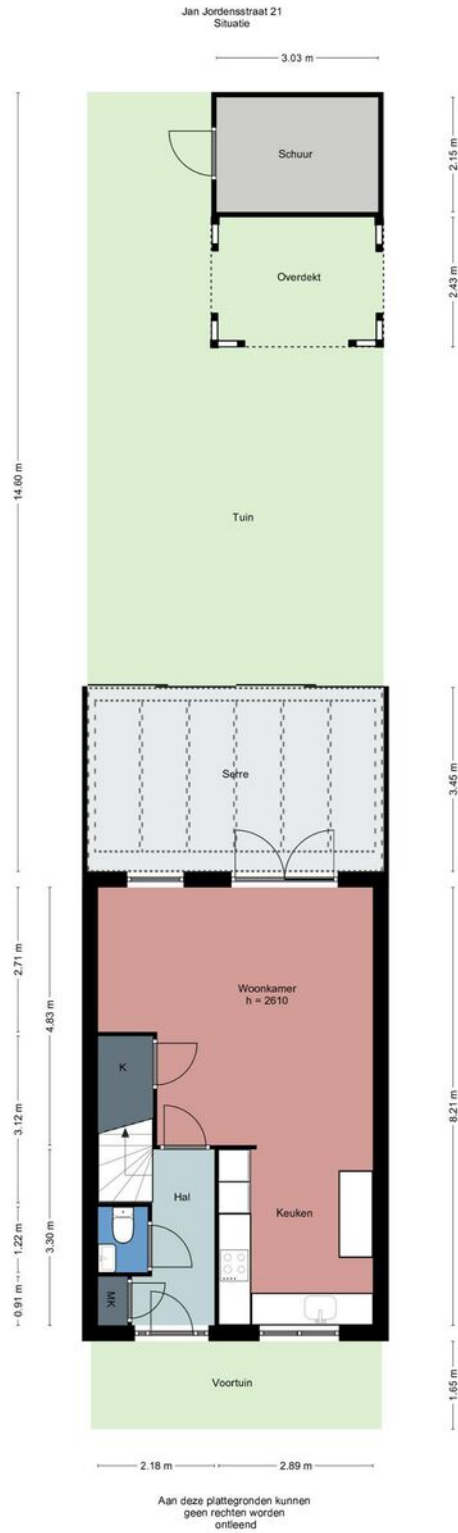 Jan Jordensstraat 21
Situatie
3.03 m
Schuur
2.15 m
Overdekt
2.43 m
14.60 m
Tuin
Serre
3.45 m
Woonkamer
h = 2610
2.71 m
4.83 m
K
3.12 m
8.21 m
Hal
Keuken
1.22 m
3.30 m
MK
0.91 m
Voortuin
1.65 m
2.18 m
2.89 m
Aan deze plattegronden kunnen
geen rechten worden
ontleend